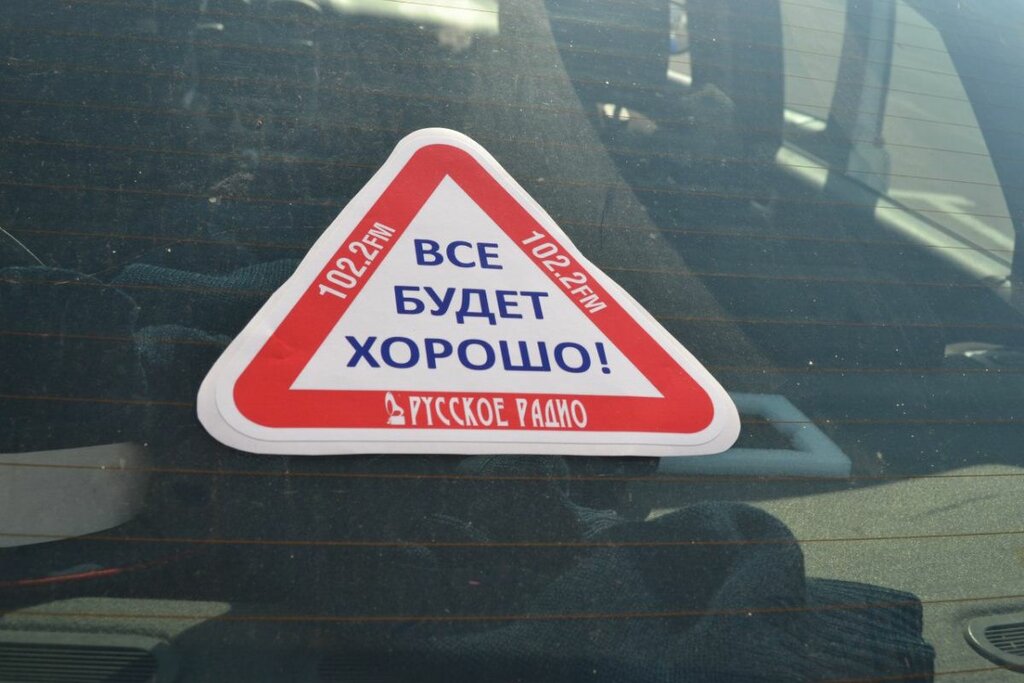 102.2FM
102.2FM
ВСЕ
БУДЕТ
ХОРОШО!
РУССКОЕ РАДИО